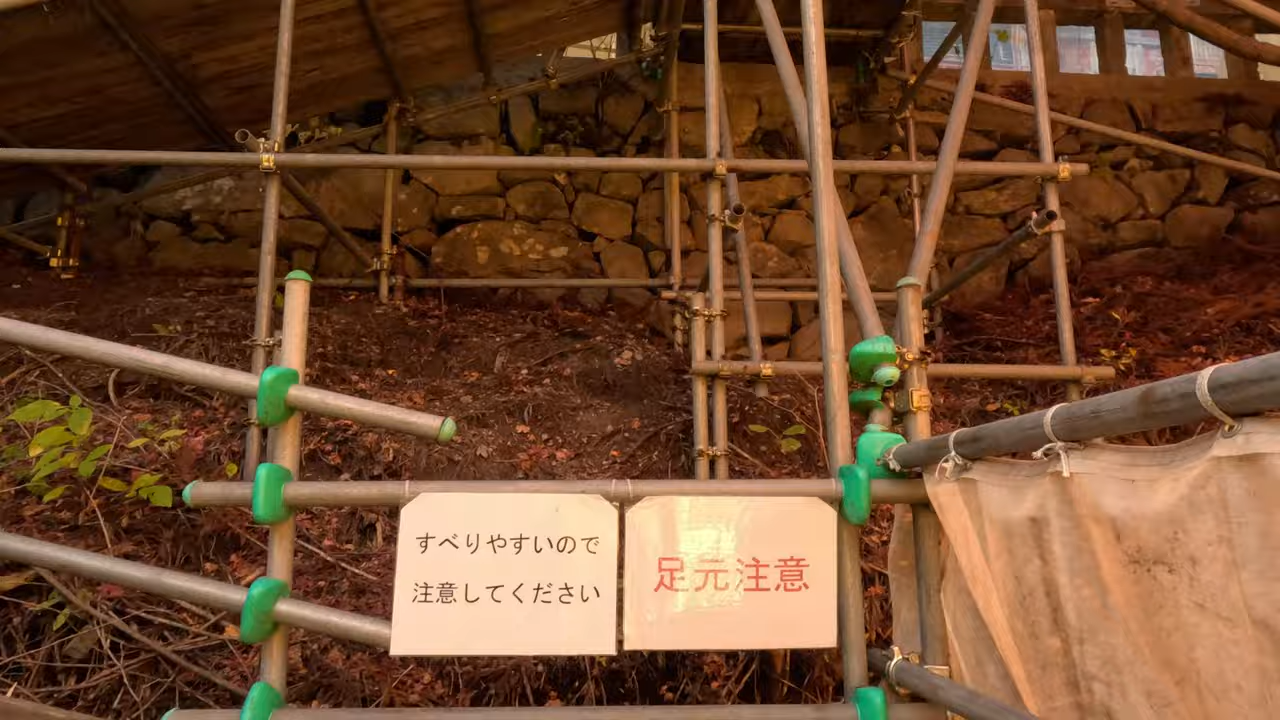 すべりやすいので
注意してください
足元注意